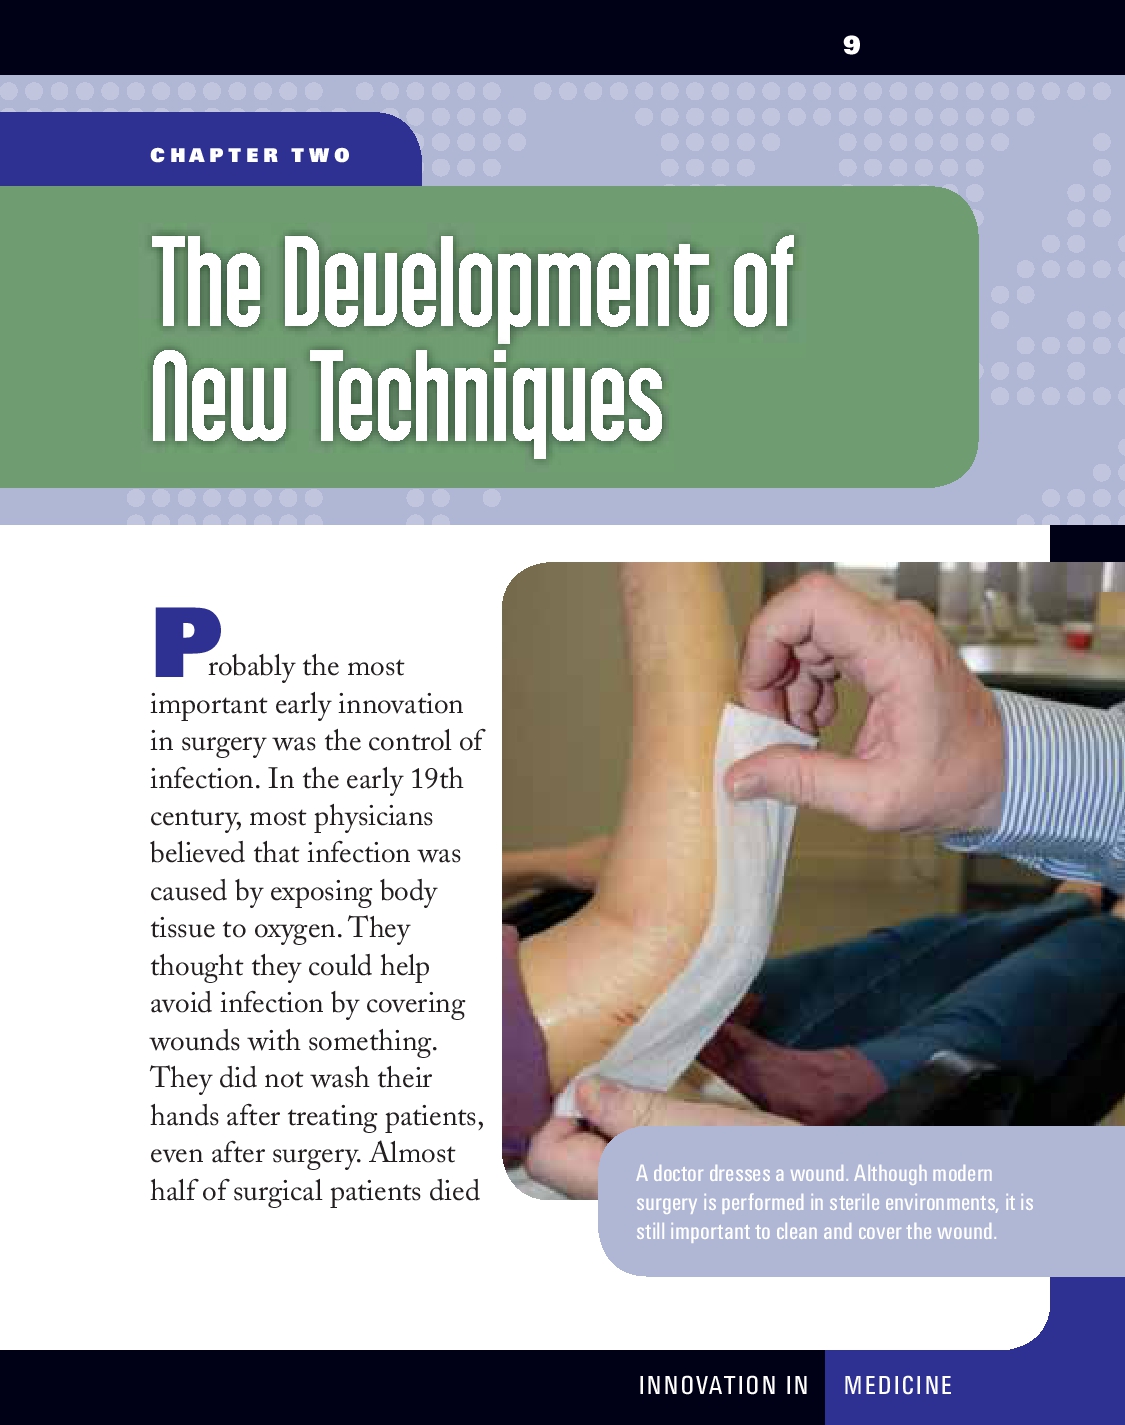 9
CHAPTER TWO
The Development of
New Techniques
Probably the most
important early innovation
in surgery was the control of
infection. In the early 19th
century, most physicians
believed that infection was
caused by exposing body
tissue to oxygen. They
thought they could help
avoid infection by covering
wounds with something.
They did not wash their
hands after treating patients,
even after surgery. Almost
half of surgical patients died
A doctor dresses a wound. Although modern
surgery is performed in sterile environments, it is
still important to clean and cover the wound.
INNOVATION IN MEDICINE